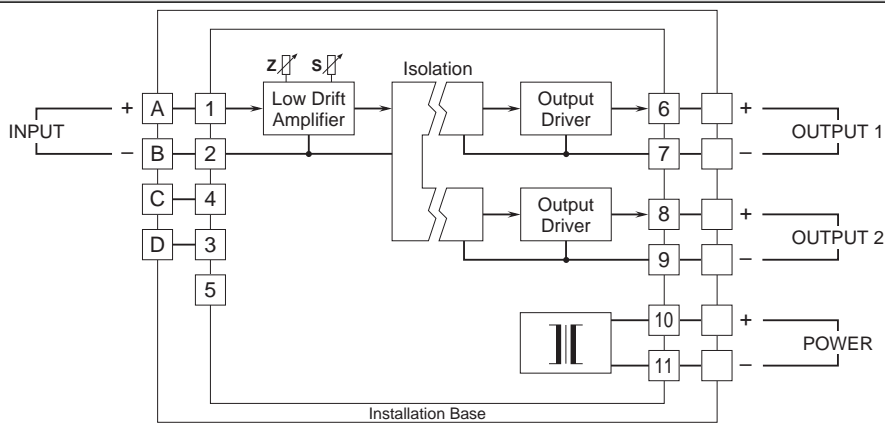 Z S
Isolation
Low Drift
Amplifier
Output
Driver
INPUT
+ A 1
– B 2
C 4
D 3
5
6 +
7 –
OUTPUT 1
Output
Driver
8 +
9 –
OUTPUT 2
10 +
11 –
POWER
Installation Base